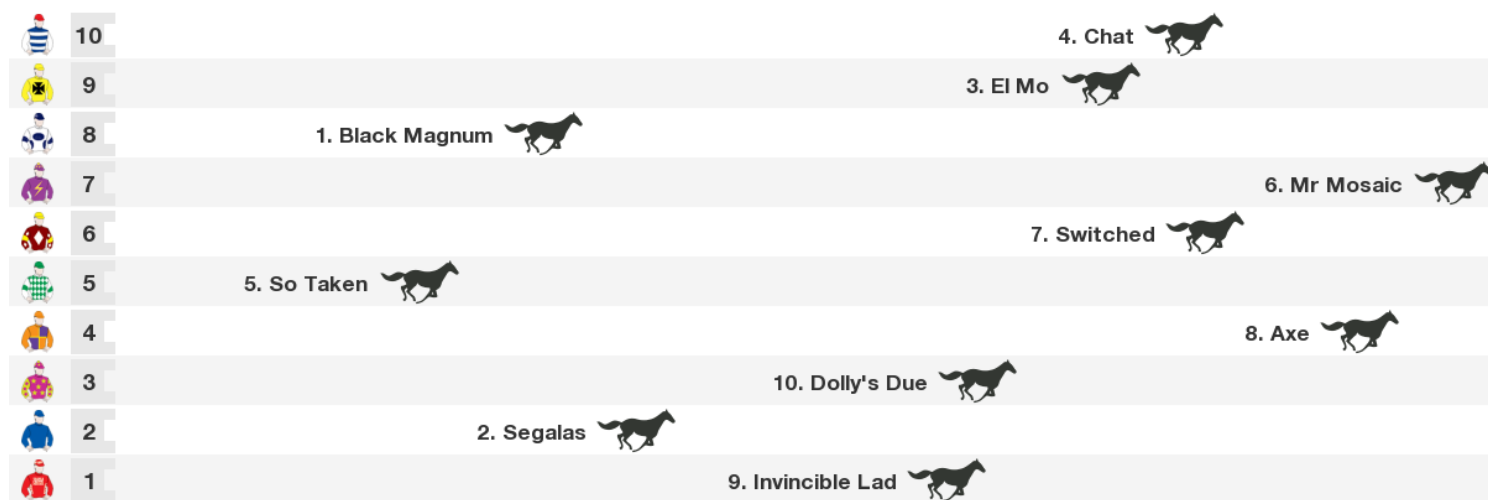 10 4. Chat
9 3. El Mo
8 1. Black Magnum
7 6. Mr Mosaic
6 7. Switched
5 5. So Taken
4 8. Axe
3 10. Dolly's Due
2 2. Segalas
1 9. Invincible Lad